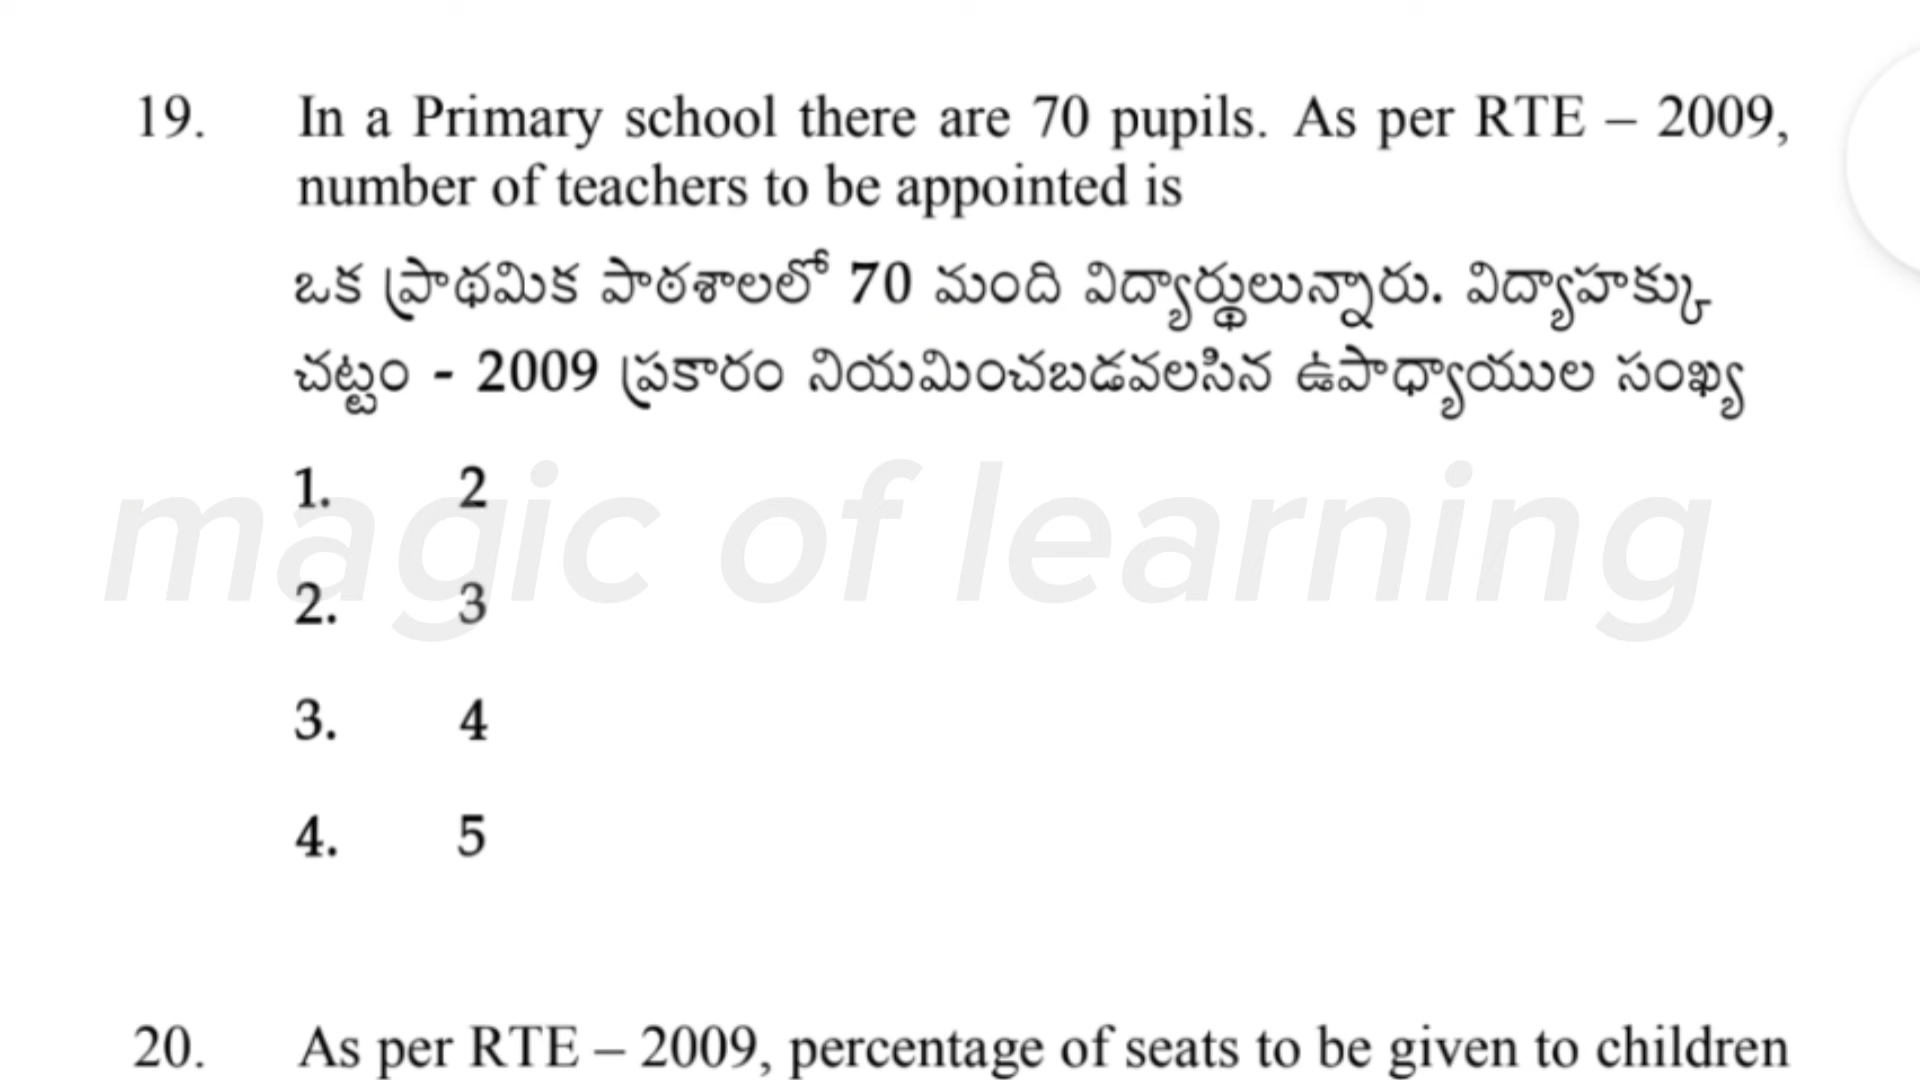 19. In a Primary school there are 70 pupils. As per RTE – 2009,
number of teachers to be appointed is
ఒక ప్రాథమిక పాఠశాలలో 70 మంది విద్యార్థులున్నారు. విద్యాహక్కు
చట్టం - 2009 ప్రకారం నియమించబడవలసిన ఉపాధ్యాయుల సంఖ్య
magic of learning
1. 2
2. 3
3. 4
4. 5
20. As per RTE – 2009, percentage of seats to be given to children